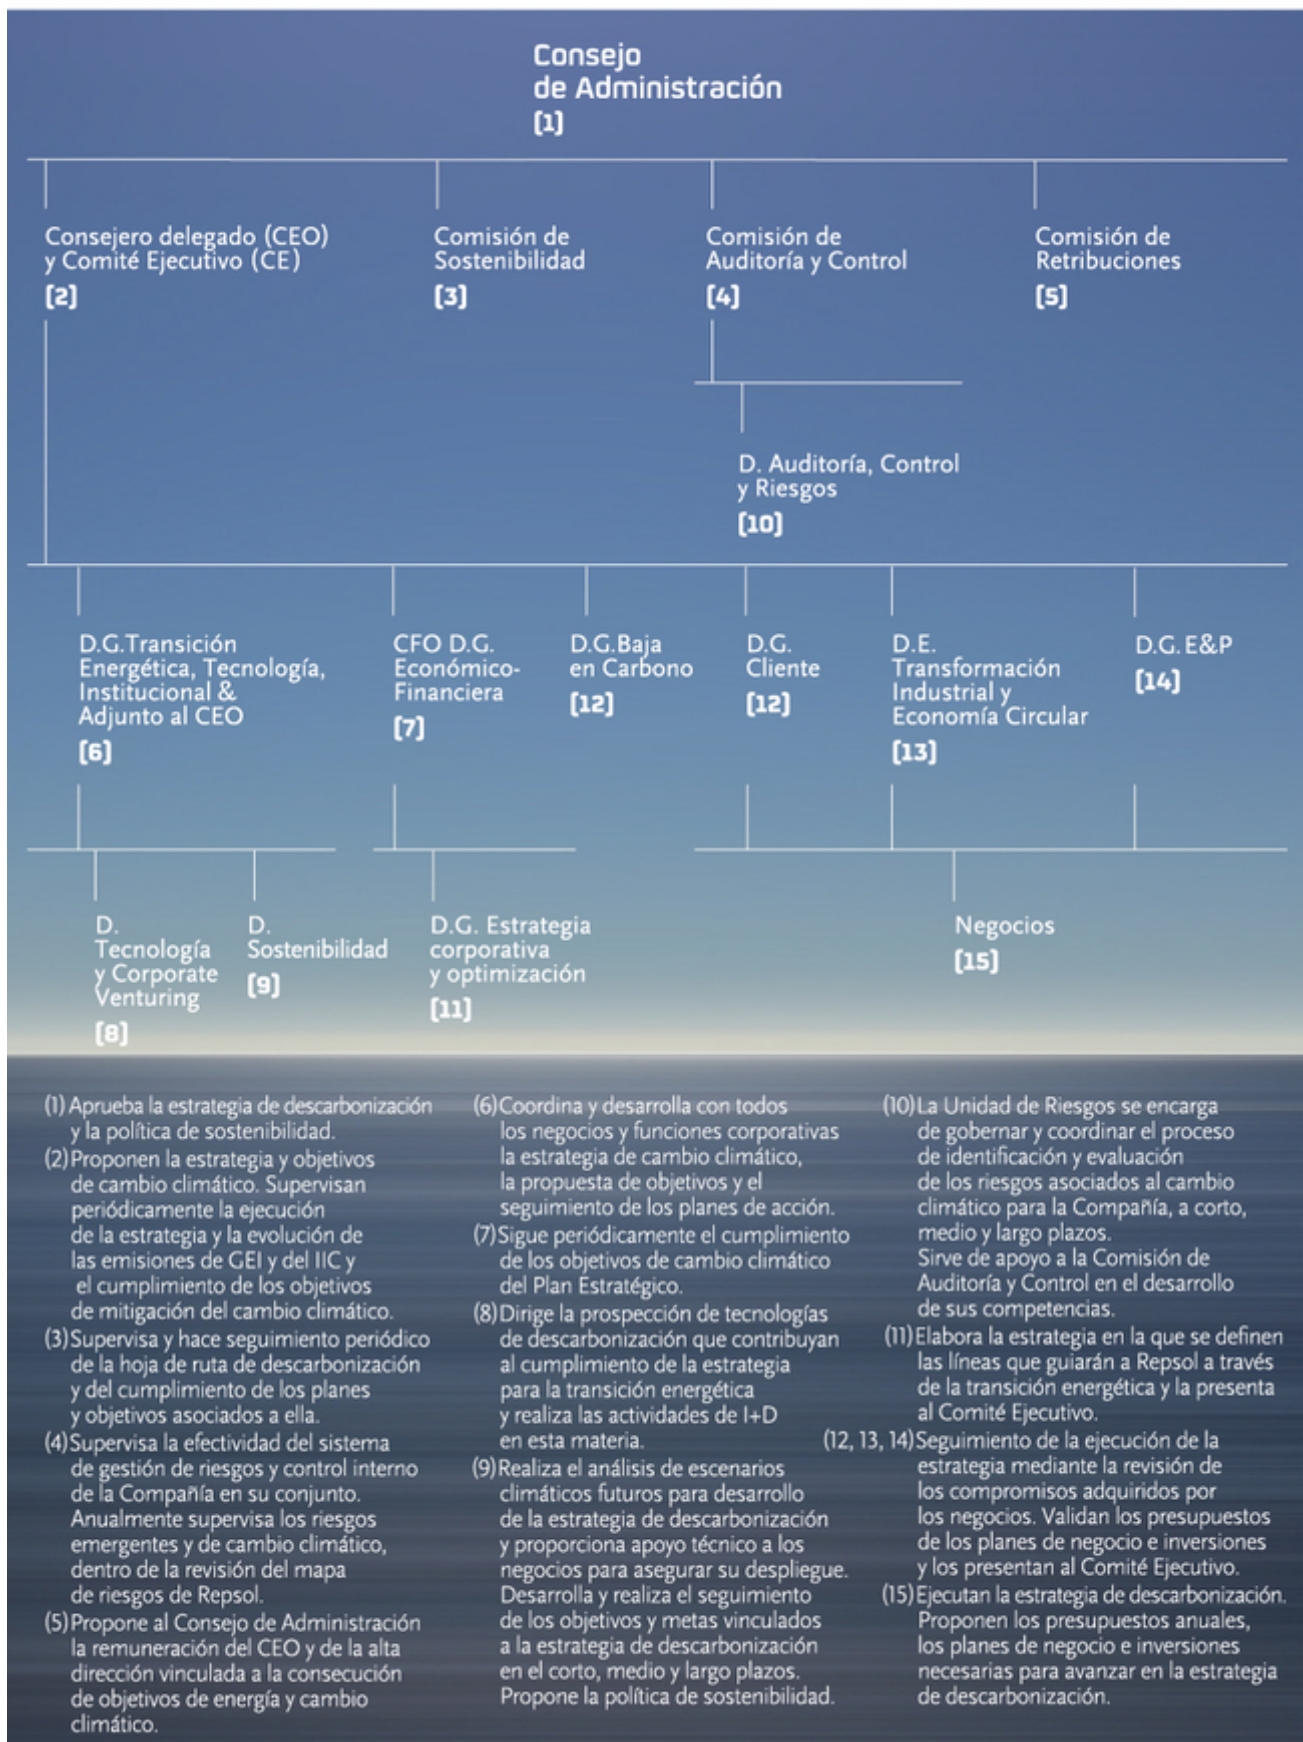 Consejo
de Administración
[1]
Consejero delegado (CEO)
y Comité Ejecutivo (CE)
[2]
Comisión de
Sostenibilidad
[3]
Comisión de
Auditoría y Control
[4]
Comisión de
Retribuciones
[5]
D. Auditoría, Control
y Riesgos
[10]
D.G.Transición
Energética, Tecnología,
Institucional &
Adjunto al CEO
[6]
CFO D.G.
Económico-
Financiera
[7]
D.G.Baja
en Carbono
[12]
D.G.
Cliente
[12]
D.E.
Transformación
Industrial y
Economía Circular
[13]
D.G. E&P
[14]
D.
Tecnología
y Corporate
Venturing
[8]
D.
Sostenibilidad
[9]
D.G. Estrategia
corporativa
y optimización
[11]
Negocios
[15]
(1) Aprueba la estrategia de descarbonización
y la política de sostenibilidad.
(2) Proponen la estrategia y objetivos
de cambio climático. Supervisan
periódicamente la ejecución
de la estrategia y la evolución de
las emisiones de GEI y del IIC y
el cumplimiento de los objetivos
de mitigación del cambio climático.
(3) Supervisa y hace seguimiento periódico
de la hoja de ruta de descarbonización
y del cumplimiento de los planes
y objetivos asociados a ella.
(4) Supervisa la efectividad del sistema
de gestión de riesgos y control interno
de la Compañía en su conjunto.
Anualmente supervisa los riesgos
emergentes y de cambio climático,
dentro de la revisión del mapa
de riesgos de Repsol.
(5) Propone al Consejo de Administración
la remuneración del CEO y de la alta
dirección vinculada a la consecución
de objetivos de energía y cambio
climático.
(6) Coordina y desarrolla con todos
los negocios y funciones corporativas
la estrategia de cambio climático,
la propuesta de objetivos y el
seguimiento de los planes de acción.
(7) Sigue periódicamente el cumplimiento
de los objetivos de cambio climático
del Plan Estratégico.
(8) Dirige la prospección de tecnologías
de descarbonización que contribuyan
al cumplimiento de la estrategia
para la transición energética
y realiza las actividades de I+D
en esta materia.
(9) Realiza el análisis de escenarios
climáticos futuros para desarrollo
de la estrategia de descarbonización
y proporciona apoyo técnico a los
negocios para asegurar su despliegue.
Desarrolla y realiza el seguimiento
de los objetivos y metas vinculados
a la estrategia de descarbonización
en el corto, medio y largo plazos.
Propone la política de sostenibilidad.
(10) La Unidad de Riesgos se encarga
de gobernar y coordinar el proceso
de identificación y evaluación
de los riesgos asociados al cambio
climático para la Compañía, a corto,
medio y largo plazos.
Sirve de apoyo a la Comisión de
Auditoría y Control en el desarrollo
de sus competencias.
(11) Elabora la estrategia en la que se definen
las líneas que guiarán a Repsol a través
de la transición energética y la presenta
al Comité Ejecutivo.
(12, 13, 14) Seguimiento de la ejecución de la
estrategia mediante la revisión de
los compromisos adquiridos por
los negocios. Validan los presupuestos
de los planes de negocio e inversiones
y los presentan al Comité Ejecutivo.
(15) Ejecutan la estrategia de descarbonización.
Proponen los presupuestos anuales,
los planes de negocio e inversiones
necesarias para avanzar en la estrategia
de descarbonización.